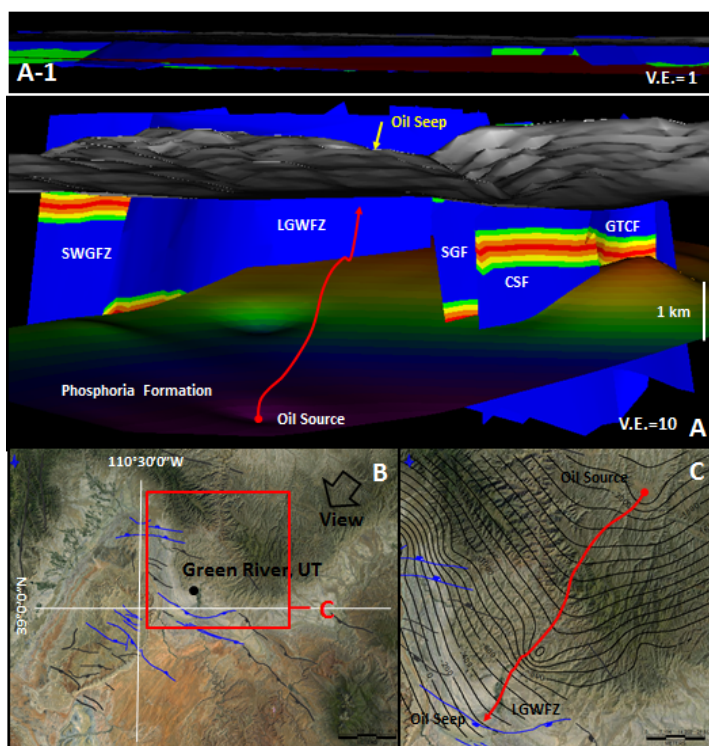 A-1
V.E.= 1
Oil Seep
LGWFZ
GTCF
SWGFZ
SGF
CSF
1 km
Phosphoria Formation
Oil Source
V.E.=10
A
110°30'0"W
B
View
Green River, UT
39°0'0"N
C
C
Oil Source
LGWFZ
Oil Seep